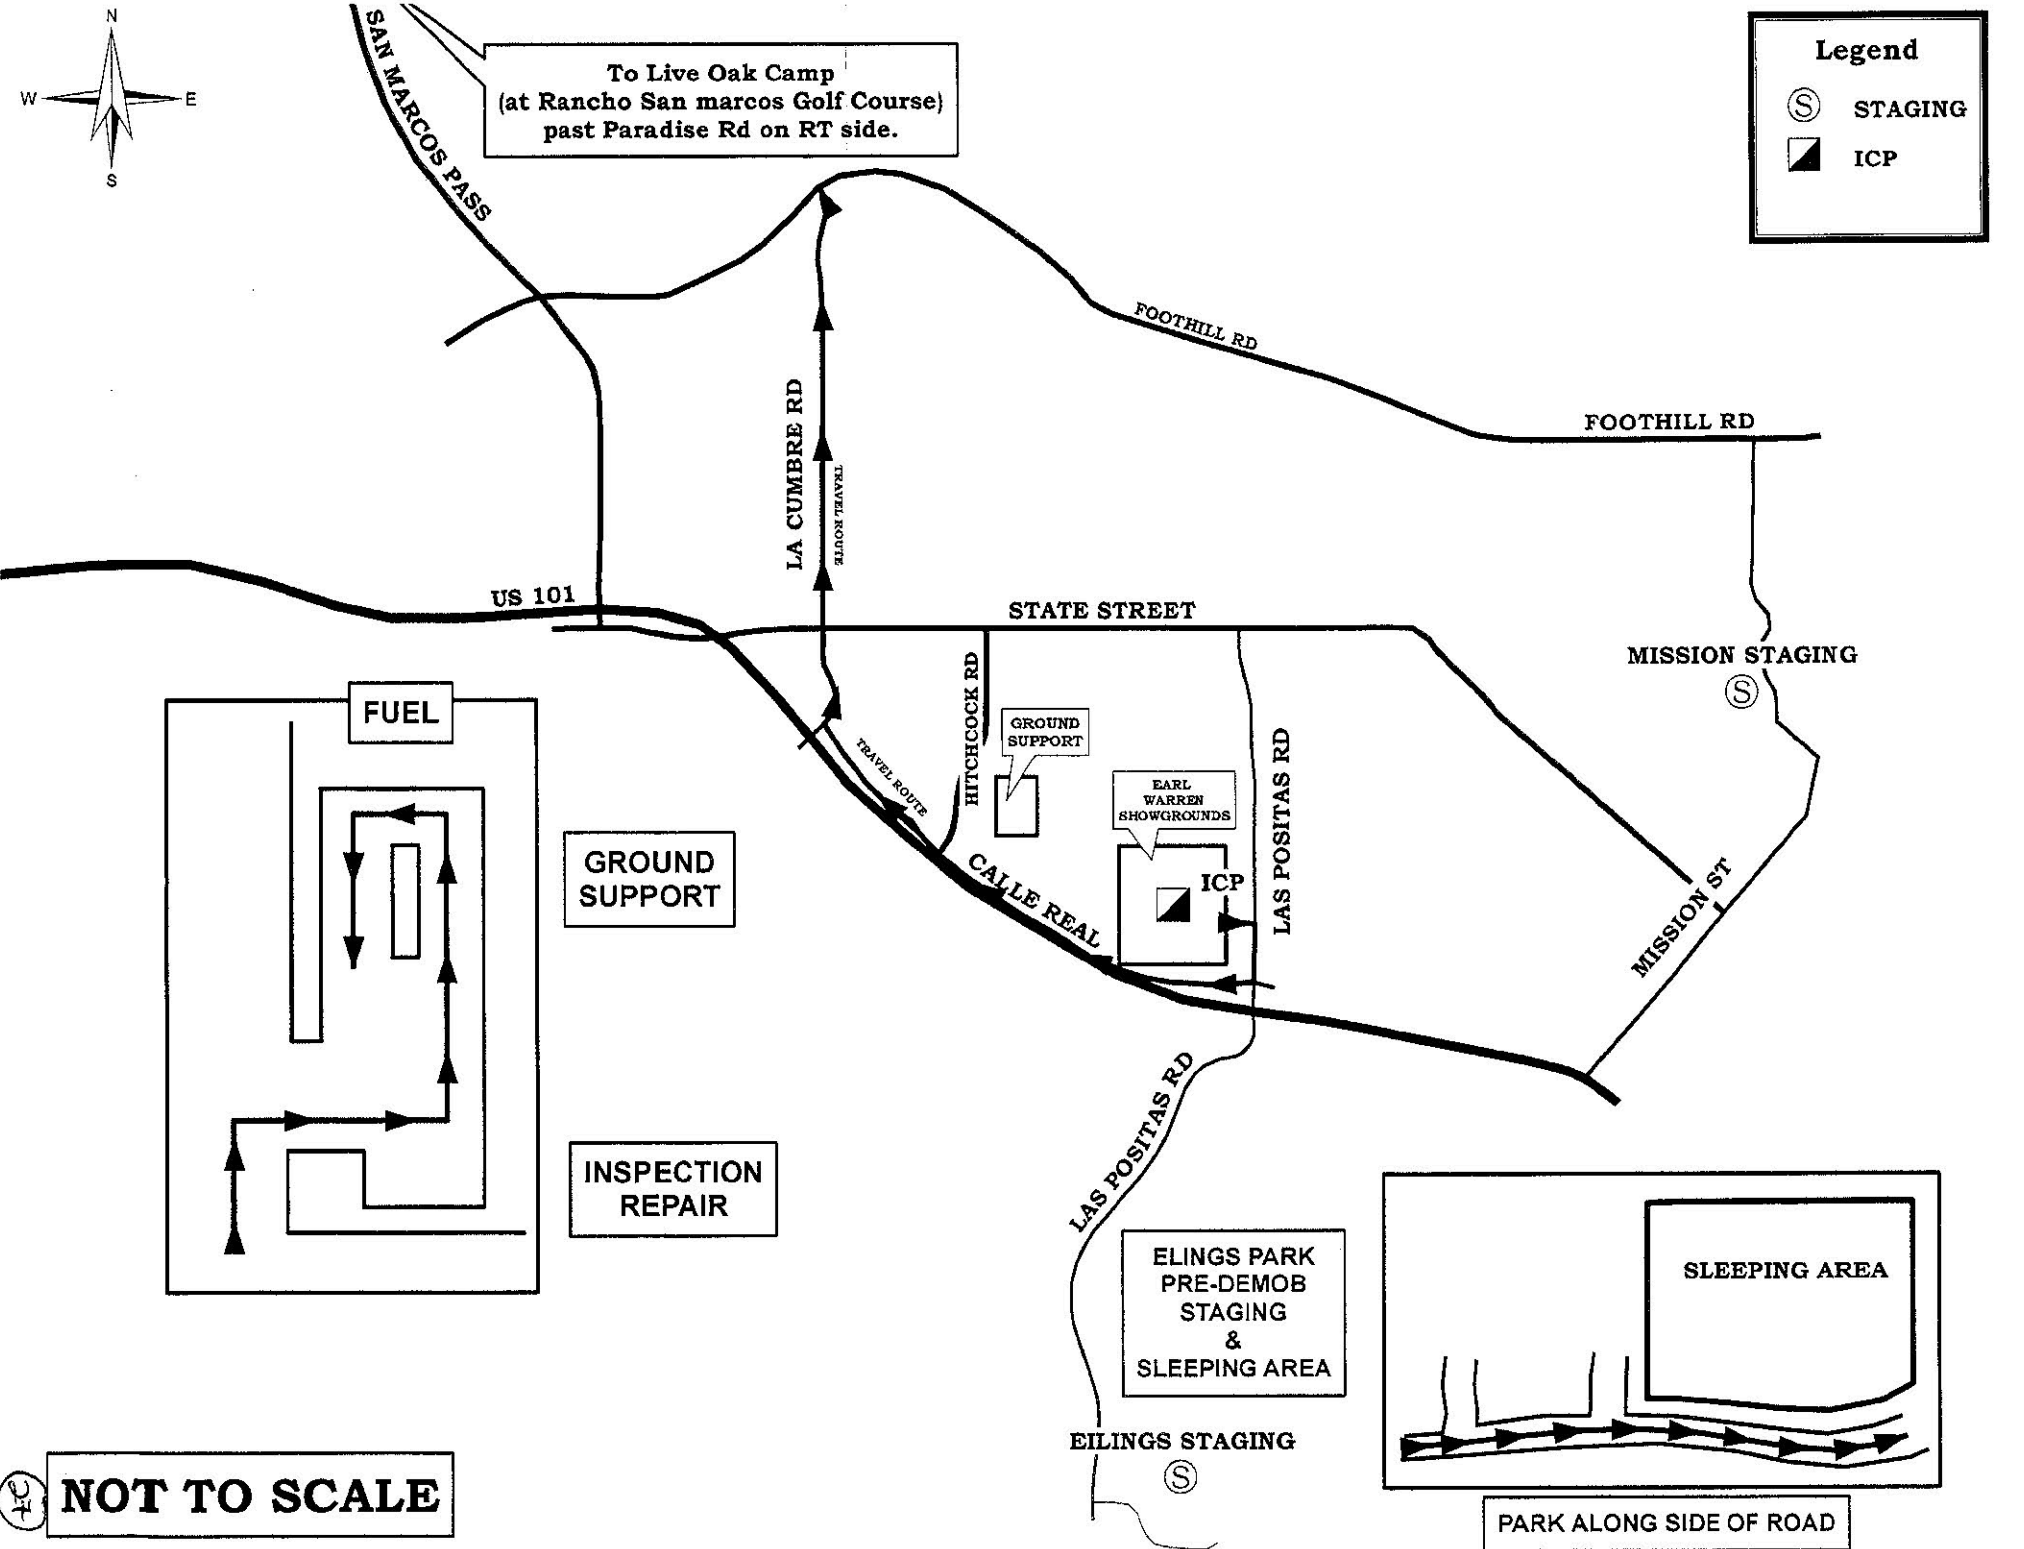 N
W
E
S
SAN MARCOS PASS
To Live Oak Camp
(at Rancho San marcos Golf Course)
past Paradise Rd on RT side.
Legend
S STAGING
ICP
FOOTHILL RD
FOOTHILL RD
LA CUMBRE RD
TRAVEL ROUTE
US 101
STATE STREET
MISSION STAGING
S
HITCHCOCK RD
GROUND
SUPPORT
TRAVEL ROUTE
EARL
WARREN
SHOWGROUNDS
ICP
LAS POSITAS RD
CALLE REAL
MISSION ST
FUEL
GROUND
SUPPORT
INSPECTION
REPAIR
LAS POSITAS RD
ELINGS PARK
PRE-DEMOB
STAGING
&
SLEEPING AREA
SLEEPING AREA
EILINGS STAGING
S
NOT TO SCALE
PARK ALONG SIDE OF ROAD